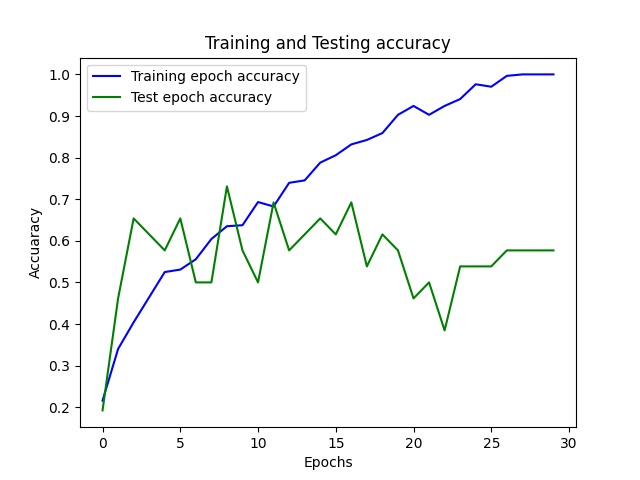 Training and Testing accuracy
Training epoch accuracy
Test epoch accuracy
Accuaracy
1.0
0.9
0.8
0.7
0.6
0.5
0.4
0.3
0.2
0 5 10 15 20 25 30
Epochs